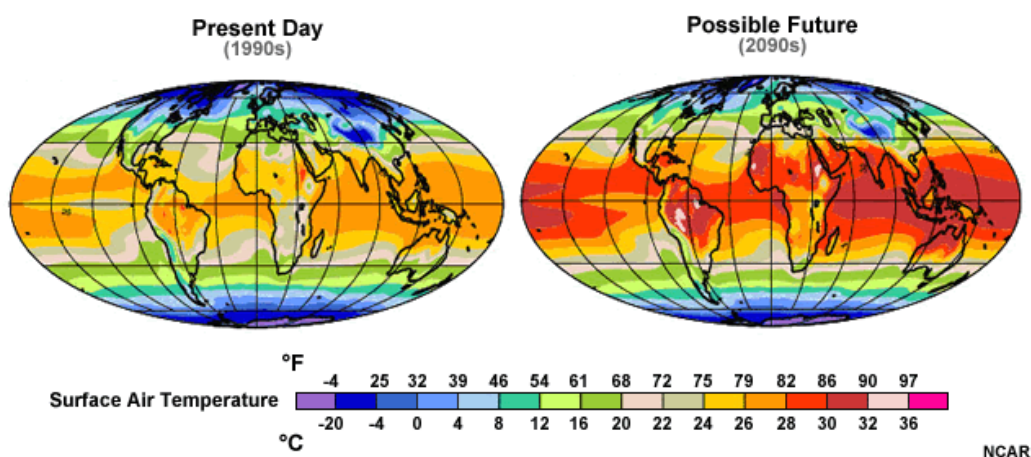 Present Day
(1990s)
Possible Future
(2090s)
°F
-4 25 32 39 46 54 61 68 72 75 79 82 86 90 97
Surface Air Temperature
-20 -4 0 4 8 12 16 20 22 24 26 28 30 32 36
°C
NCAR